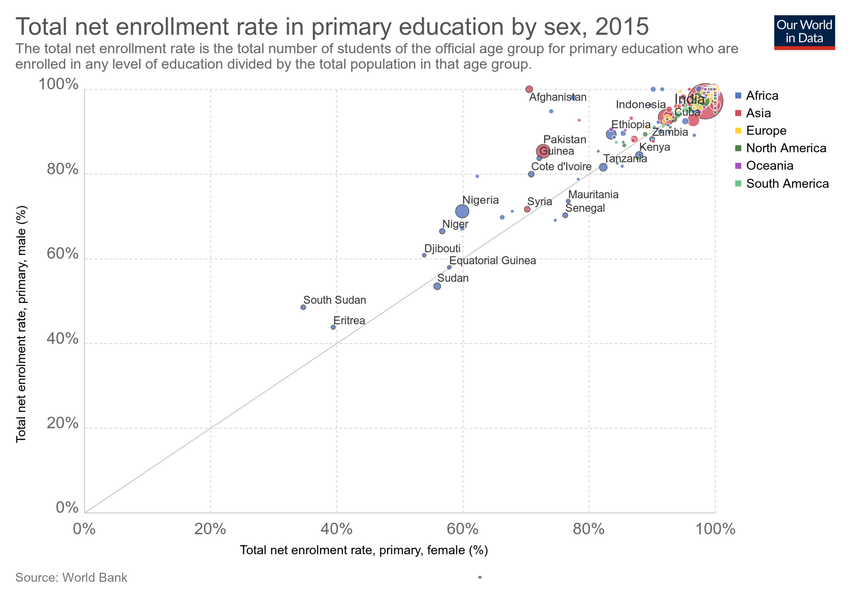 Total net enrollment rate in primary education by sex, 2015
Our World
in Data
The total net enrollment rate is the total number of students of the official age group for primary education who are
enrolled in any level of education divided by the total population in that age group.
100%
80%
60%
40%
20%
0%
Total net enrolment rate, primary, male (%)
Afghanistan
Indonesia
India
Cuba
Ethiopia
Zambia
Pakistan
Guinea
Kenya
Tanzania
Cote d'Ivoire
Mauritania
Nigeria
Syria
Senegal
Niger
Djibouti
Equatorial Guinea
Sudan
South Sudan
Eritrea
Africa
Asia
Europe
North America
Oceania
South America
0%
20%
40%
60%
80%
100%
Total net enrolment rate, primary, female (%)
Source: World Bank